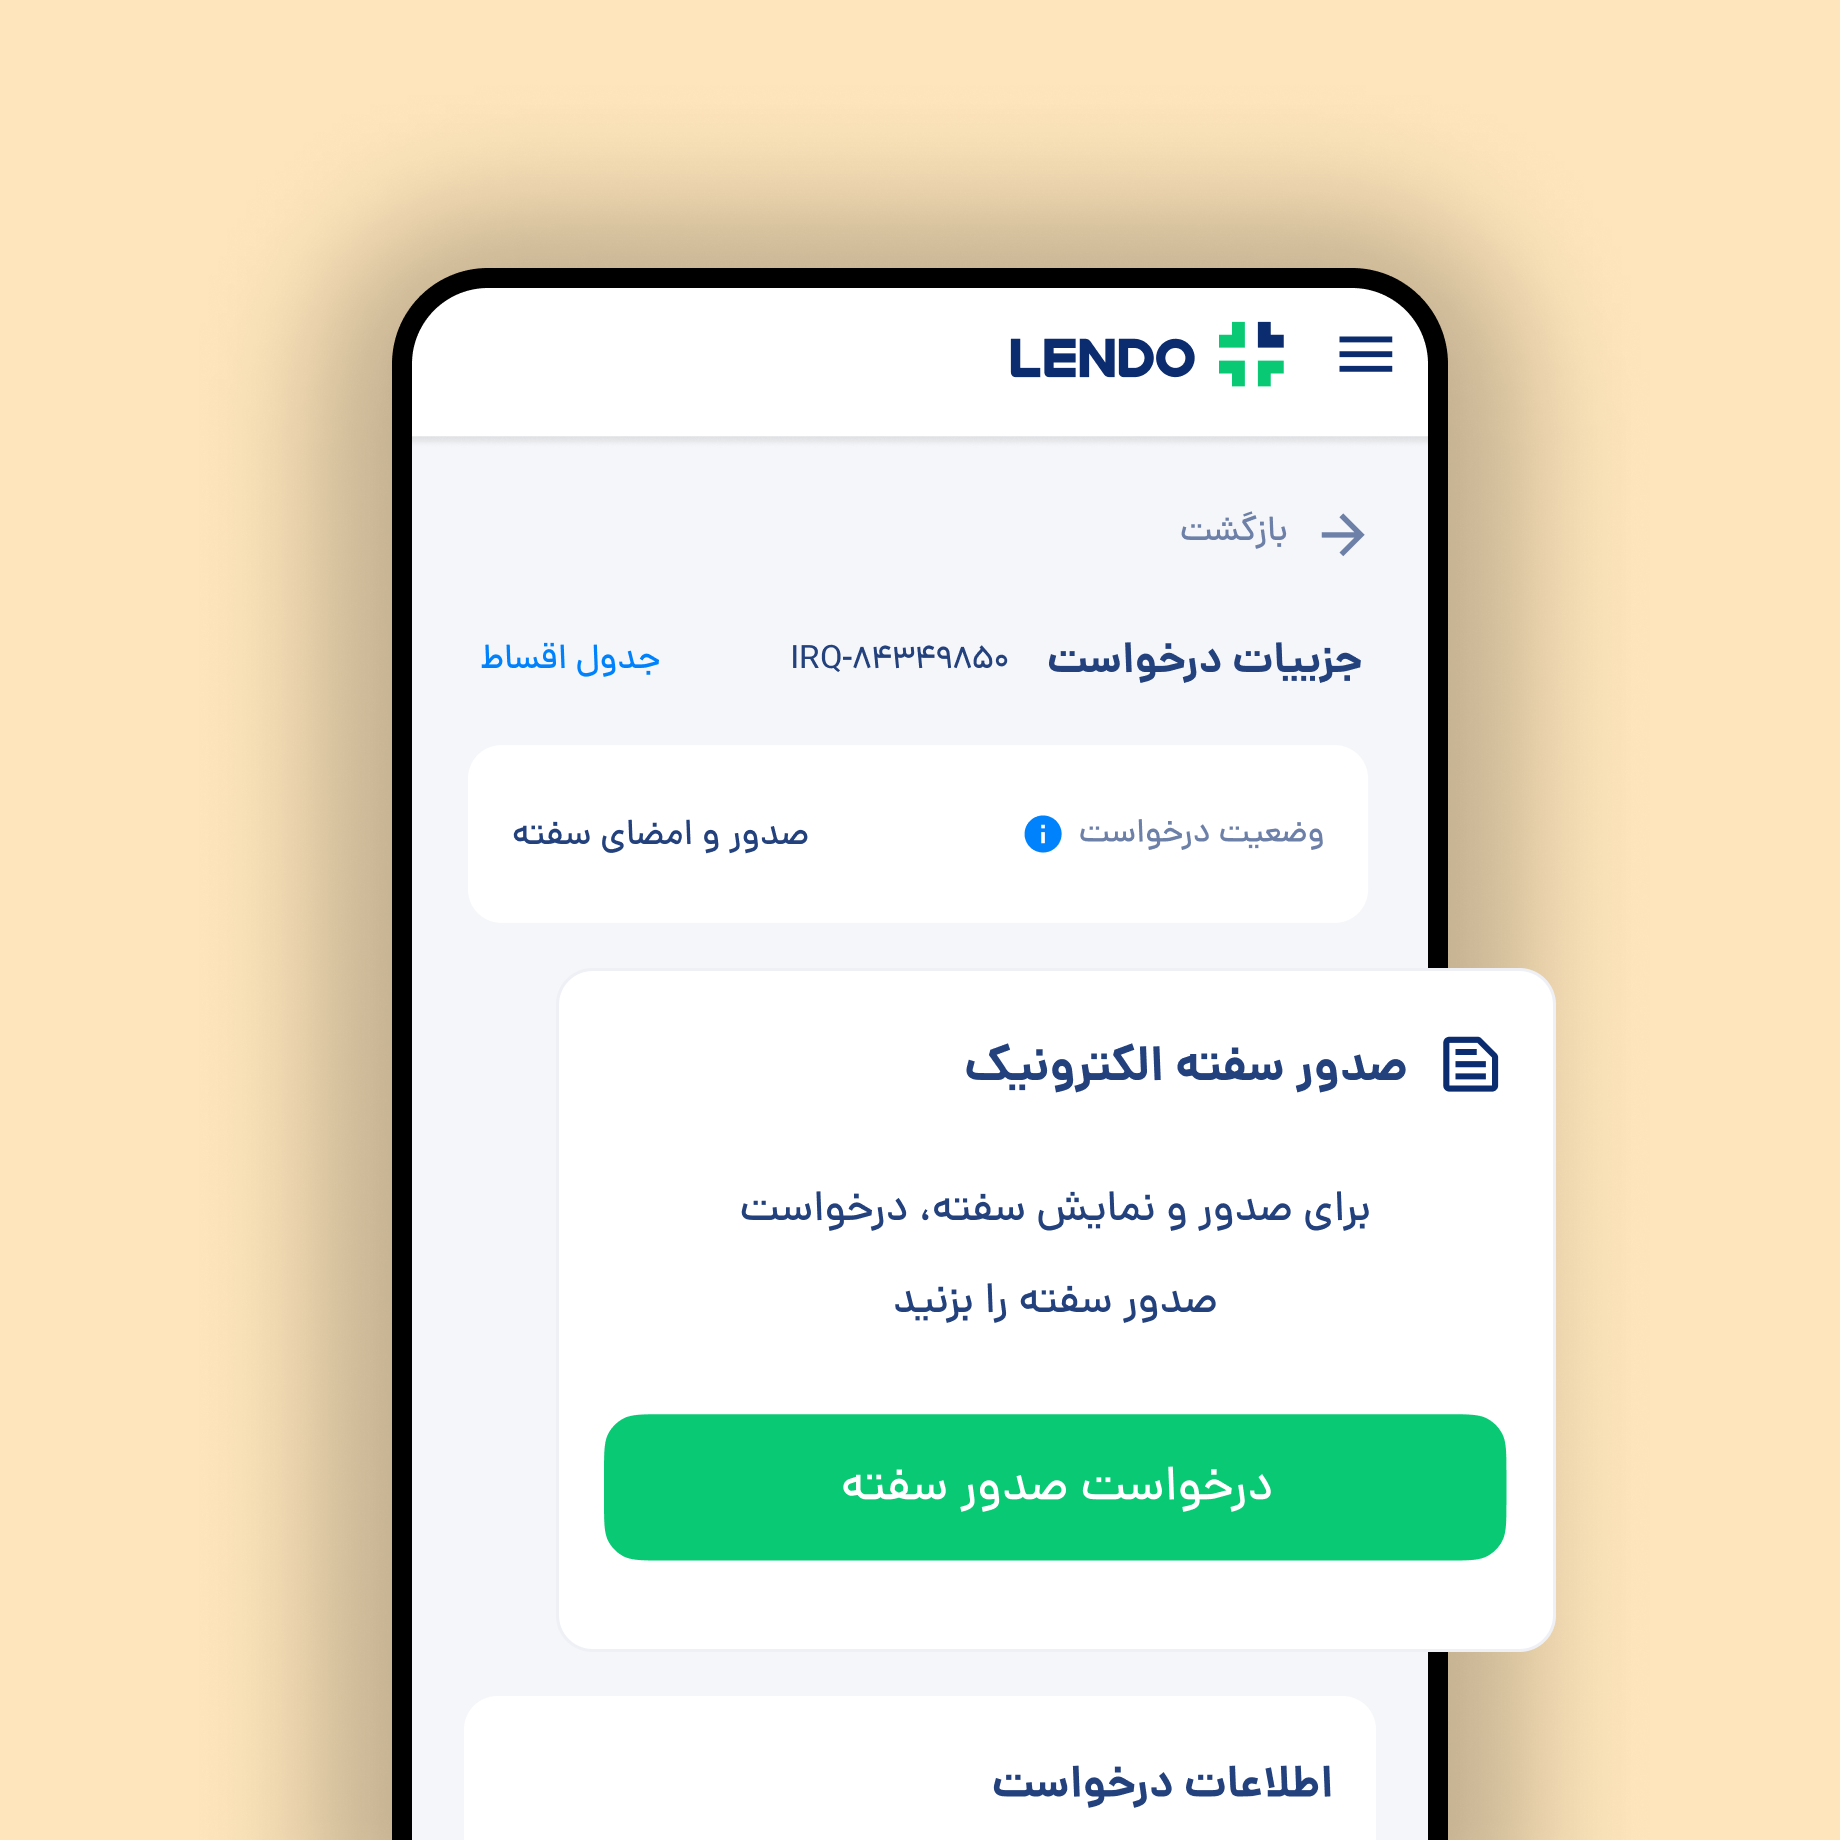 LENDO
بازگشت
جزییات درخواست IRQ-۸۴۳۴۹۸۵۰ جدول اقساط
وضعیت درخواست صدور و امضای سفته
صدور سفته الکترونیک
برای صدور و نمایش سفته، درخواست
صدور سفته را بزنید
درخواست صدور سفته
اطلاعات درخواست